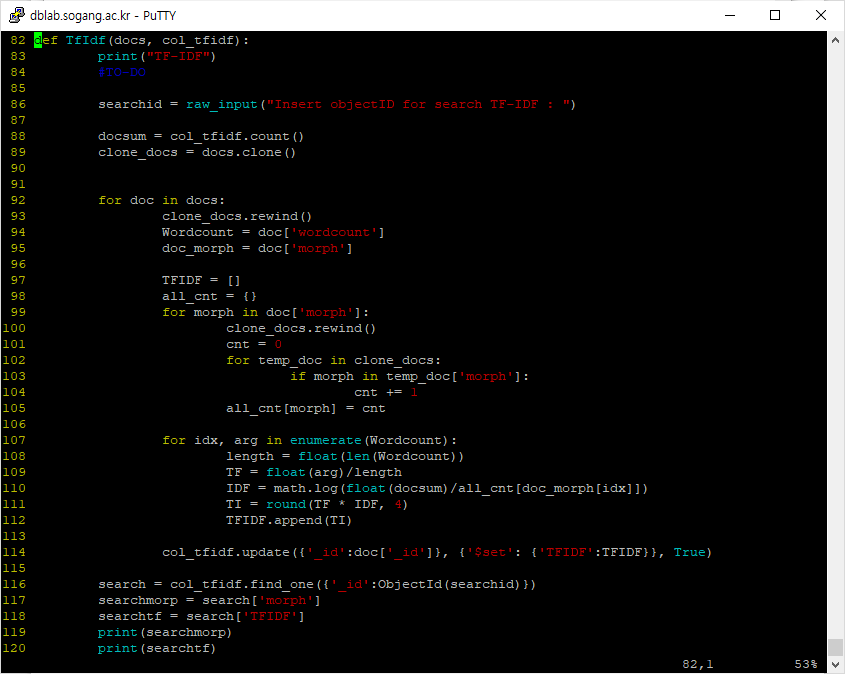 dblab.sogang.ac.kr - PuTTY
82 def TfIdf(docs, col_tfidf):
83         print("TF-IDF")
84         #TO-DO
85
86         searchid = raw_input("Insert objectID for search TF-IDF : ")
87
88         docsum = col_tfidf.count()
89         clone_docs = docs.clone()
90
91
92         for doc in docs:
93                 clone_docs.rewind()
94                 Wordcount = doc['wordcount']
95                 doc_morph = doc['morph']
96
97                 TFIDF = []
98                 all_cnt = {}
99                 for morph in doc['morph']:
100                         clone_docs.rewind()
101                         cnt = 0
102                         for temp_doc in clone_docs:
103                                 if morph in temp_doc['morph']:
104                                         cnt += 1
105                         all_cnt[morph] = cnt
106
107                 for idx, arg in enumerate(Wordcount):
108                         length = float(len(Wordcount))
109                         TF = float(arg)/length
110                         IDF = math.log(float(docsum)/all_cnt[doc_morph[idx]])
111                         TI = round(TF * IDF, 4)
112                         TFIDF.append(TI)
113
114                 col_tfidf.update({'_id':doc['_id']}, {'$set': {'TFIDF':TFIDF}}, True)
115
116         search = col_tfidf.find_one({'_id':ObjectId(searchid)})
117         searchmorp = search['morph']
118         searchtf = search['TFIDF']
119         print(searchmorp)
120         print(searchtf)
82,1 53%